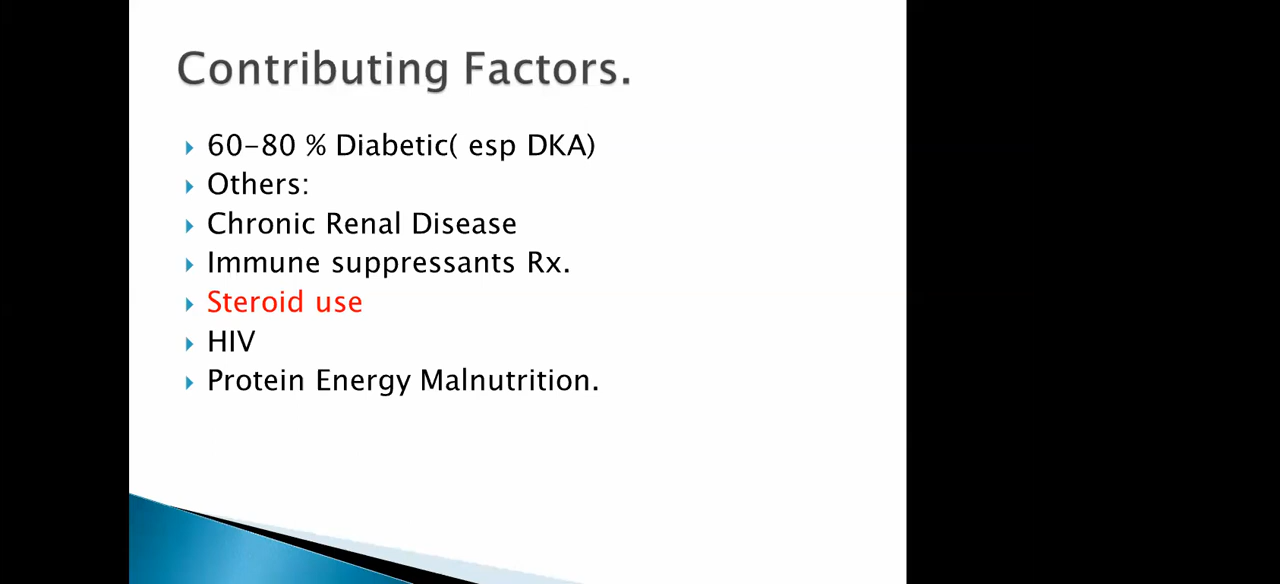 Contributing Factors.
60-80 % Diabetic( esp DKA)
Others:
Chronic Renal Disease
Immune suppressants Rx.
Steroid use
HIV
Protein Energy Malnutrition.